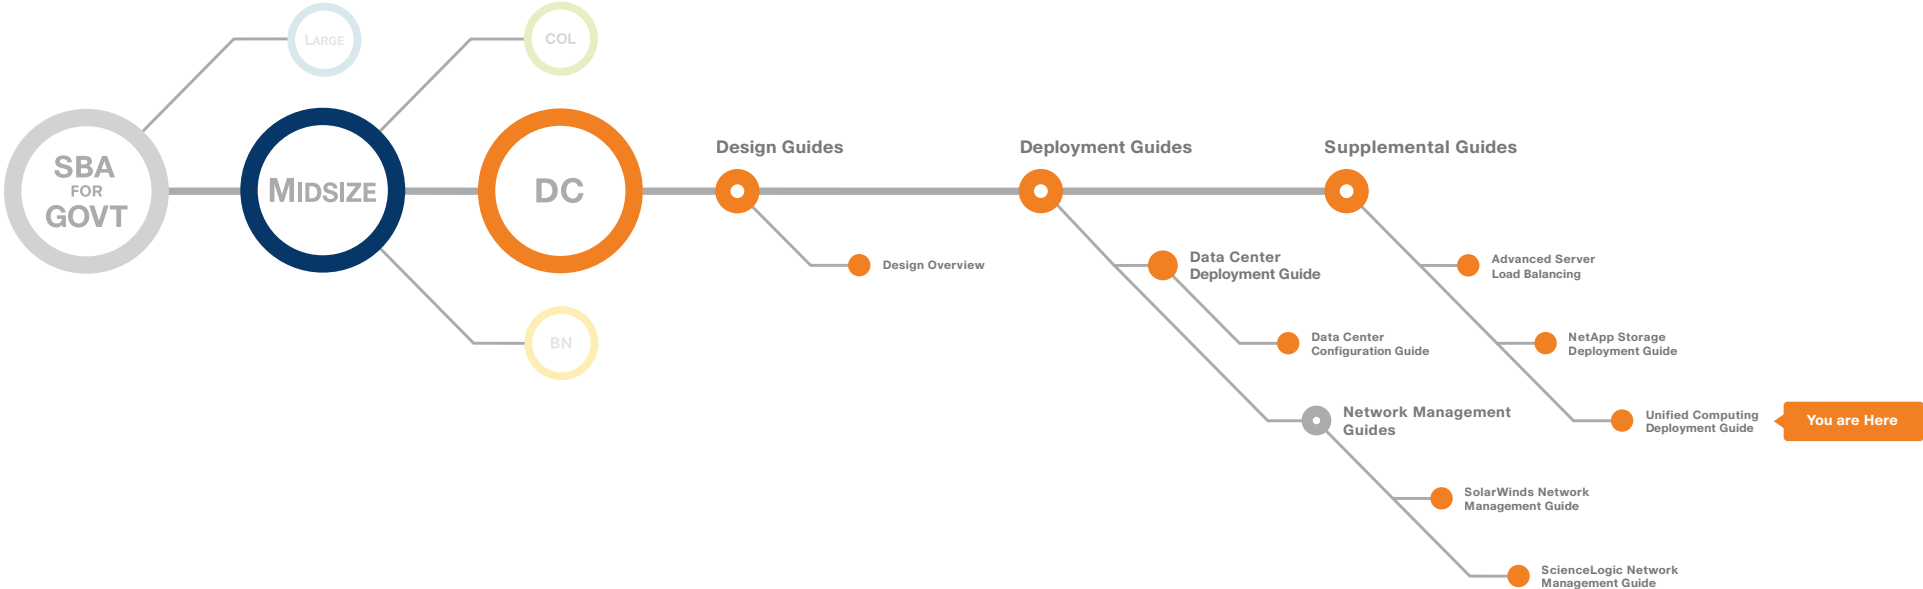 LARGE
COL
SBA
FOR
GOVT
MIDSIZE
DC
BN
Design Guides
Design Overview
Deployment Guides
Data Center
Deployment Guide
Data Center
Configuration Guide
Network Management
Guides
SolarWinds Network
Management Guide
ScienceLogic Network
Management Guide
Supplemental Guides
Advanced Server
Load Balancing
NetApp Storage
Deployment Guide
Unified Computing
Deployment Guide
You are Here